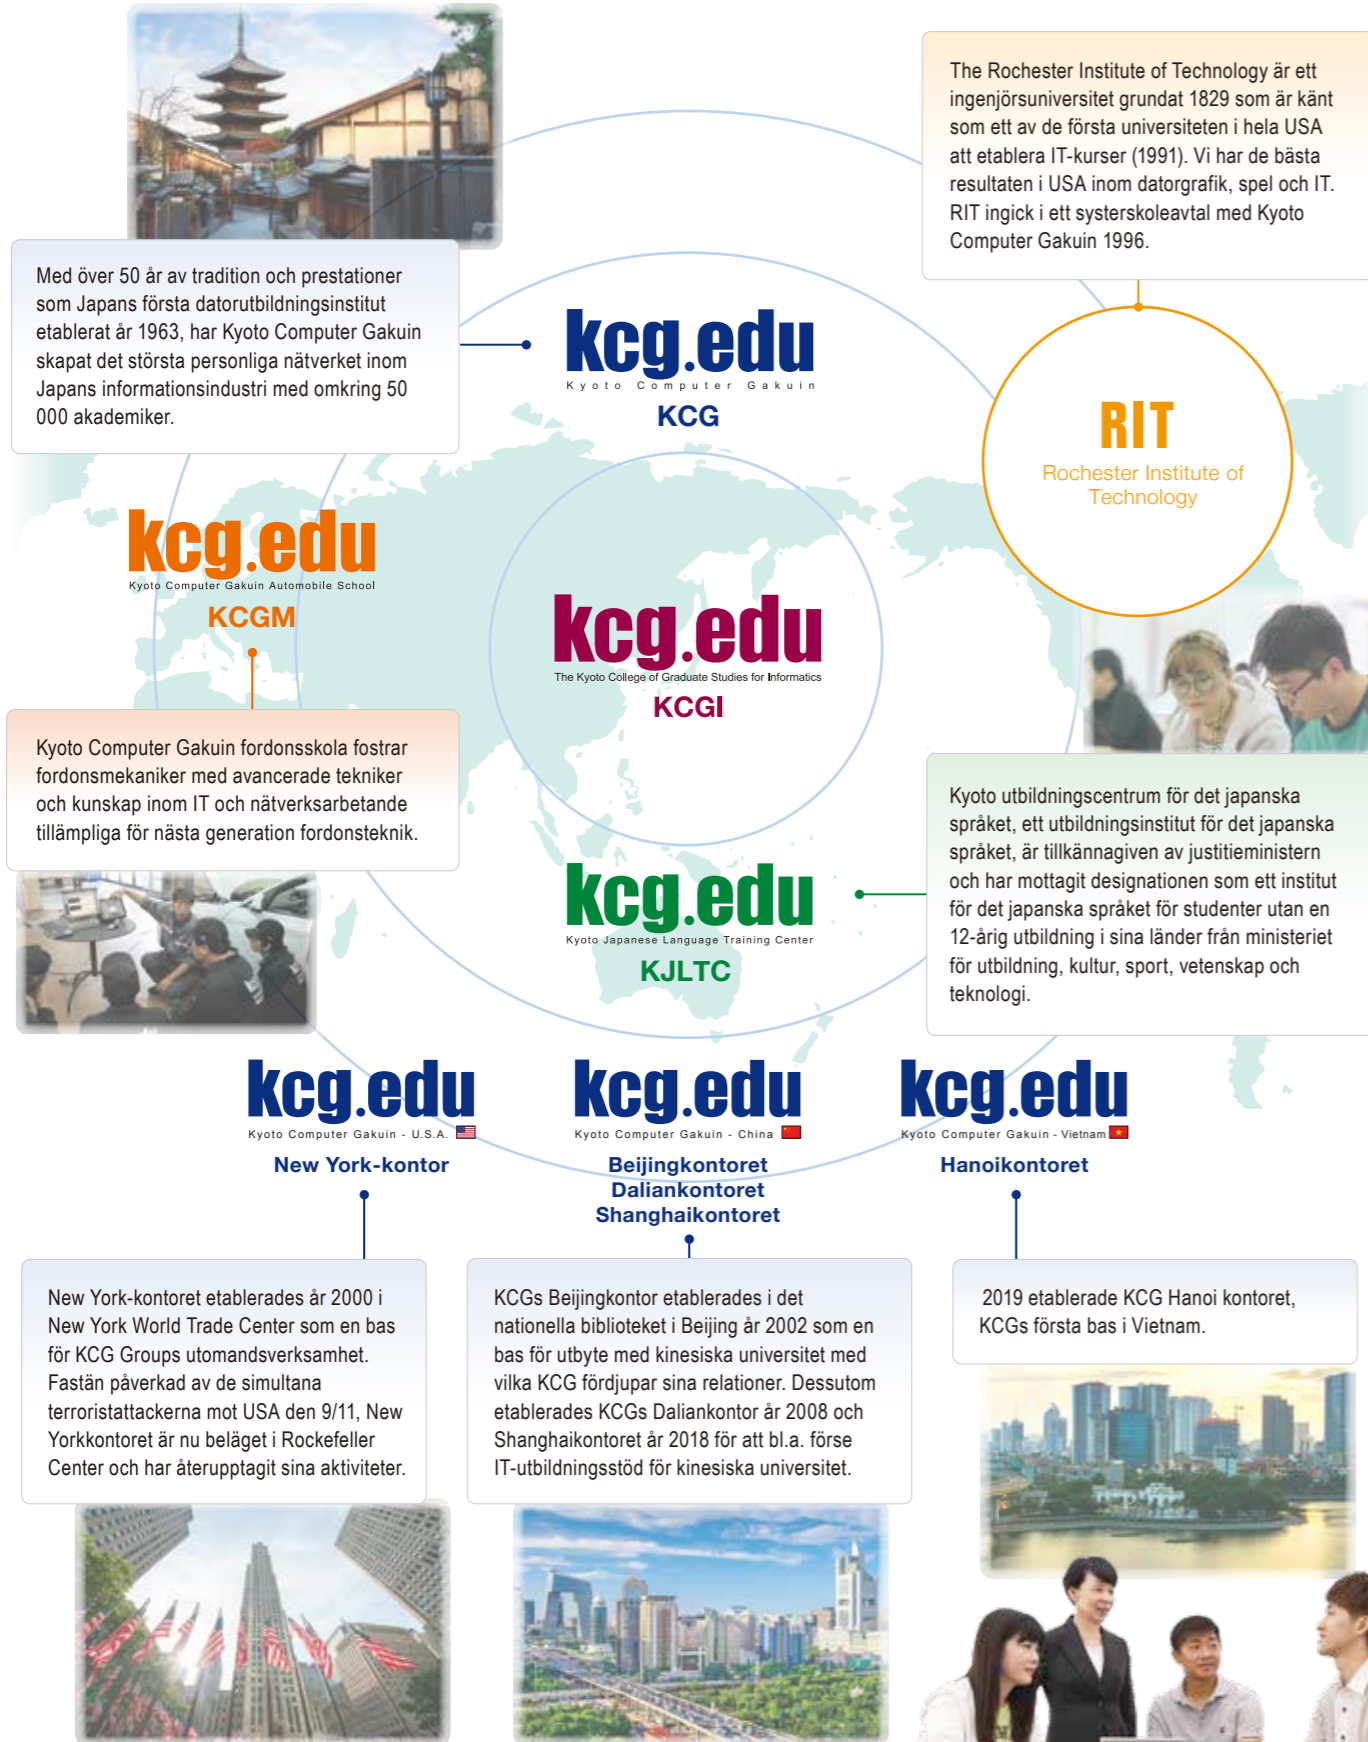 The Rochester Institute of Technology är ett
ingenjörsuniversitet grundat 1829 som är känt
som ett av de första universiteten i hela USA
att etablera IT-kurser (1991). Vi har de bästa
resultaten i USA inom datorgrafik, spel och IT.
RIT ingick i ett systerskoleavtal med Kyoto
Computer Gakuin 1996.
Med över 50 år av tradition och prestationer
som Japans första datorutbildningsinstitut
etablerat år 1963, har Kyoto Computer Gakuin
skapat det största personliga nätverket inom
Japans informationsindustri med omkring 50
000 akademiker.
kcg.edu
Kyoto Computer Gakuin
KCG
RIT
Rochester Institute of
Technology
kcg.edu
Kyoto Computer Gakuin Automobile School
KCGM
kcg.edu
The Kyoto College of Graduate Studies for Informatics
KCGI
Kyoto Computer Gakuin fordonsskola fostrar
fordonsmekaniker med avancerade tekniker
och kunskap inom IT och nätverksarbetande
tillämpliga för nästa generation fordonsteknik.
Kyoto utbildningscentrum för det japanska
språket, ett utbildningsinstitut för det japanska
språket, är tillkännagiven av justitieministern
och har mottagit designationen som ett institut
för det japanska språket för studenter utan en
12-årig utbildning i sina länder från ministeriet
för utbildning, kultur, sport, vetenskap och
teknologi.
kcg.edu
Kyoto Japanese Language Training Center
KJLTC
kcg.edu
Kyoto Computer Gakuin - U.S.A.
New York-kontor
kcg.edu
Kyoto Computer Gakuin - China
Beijingkontoret
Daliankontoret
Shanghaikontoret
kcg.edu
Kyoto Computer Gakuin - Vietnam
Hanoikontoret
New York-kontoret etablerades år 2000 i
New York World Trade Center som en bas
för KCG Groups utomandsverksamhet.
Fastän påverkad av de simultana
terroristattackerna mot USA den 9/11, New
Yorkkontoret är nu beläget i Rockefeller
Center och har återupptagit sina aktiviteter.
KCGs Beijingkontor etablerades i det
nationella biblioteket i Beijing år 2002 som en
bas för utbyte med kinesiska universitet med
vilka KCG fördjupar sina relationer. Dessutom
etablerades KCGs Daliankontor år 2008 och
Shanghaikontoret år 2018 för att bl.a. förse
IT-utbildningsstöd för kinesiska universitet.
2019 etablerade KCG Hanoi kontoret,
KCGs första bas i Vietnam.